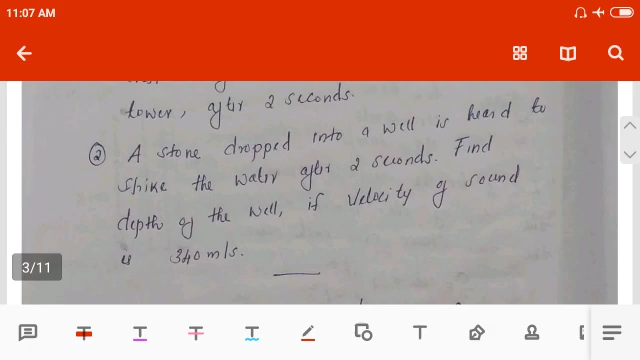 11:07 AM
tower, after 2 seconds.
② A stone dropped into a well is heard to
strike the water after 2 seconds. Find
depth of the well, if velocity of sound
is 340 m/s.
3/11